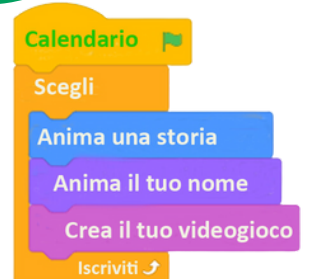 Calendario
Scegli
Anima una storia
Anima il tuo nome
Crea il tuo videogioco
Iscriviti